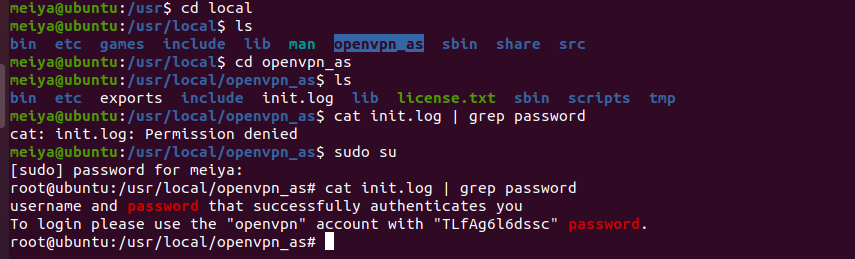 meiya@ubuntu:/usr$ cd local
meiya@ubuntu:/usr/local$ ls
bin etc games include lib man openvpn_as sbin share src
meiya@ubuntu:/usr/local$ cd openvpn_as
meiya@ubuntu:/usr/local/openvpn_as$ ls
bin etc exports include init.log lib license.txt sbin scripts tmp
meiya@ubuntu:/usr/local/openvpn_as$ cat init.log | grep password
cat: init.log: Permission denied
meiya@ubuntu:/usr/local/openvpn_as$ sudo su
[sudo] password for meiya:
root@ubuntu:/usr/local/openvpn_as# cat init.log | grep password
username and password that successfully authenticates you
To login please use the "openvpn" account with "TLfAg6l6dssc" password.
root@ubuntu:/usr/local/openvpn_as#